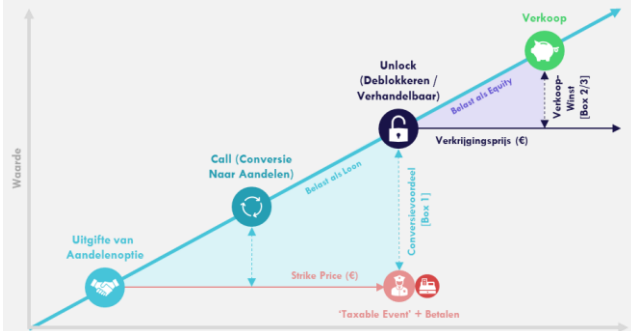 Verkoop
Unlock
(Deblokkeren /
Verhandelbaar)
Belast als Equity
Verkoop-
Winst
[Box 2/3]
Verkrijgingsprijs (€)
Call (Conversie
Naar Aandelen)
Belast als Loon
Conversievoordeel
[Box 1]
Waarde
Uitgifte van
Aandelenoptie
Strike Price (€)
'Taxable Event' + Betalen